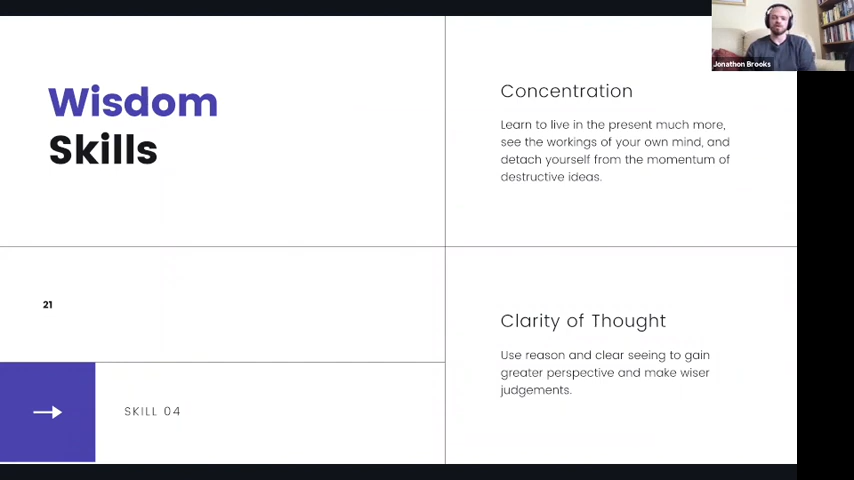 Wisdom
Skills
21
SKILL 04
Concentration
Learn to live in the present much more,
see the workings of your own mind, and
detach yourself from the momentum of
destructive ideas.
Clarity of Thought
Use reason and clear seeing to gain
greater perspective and make wiser
judgements.
Jonathon Brooks